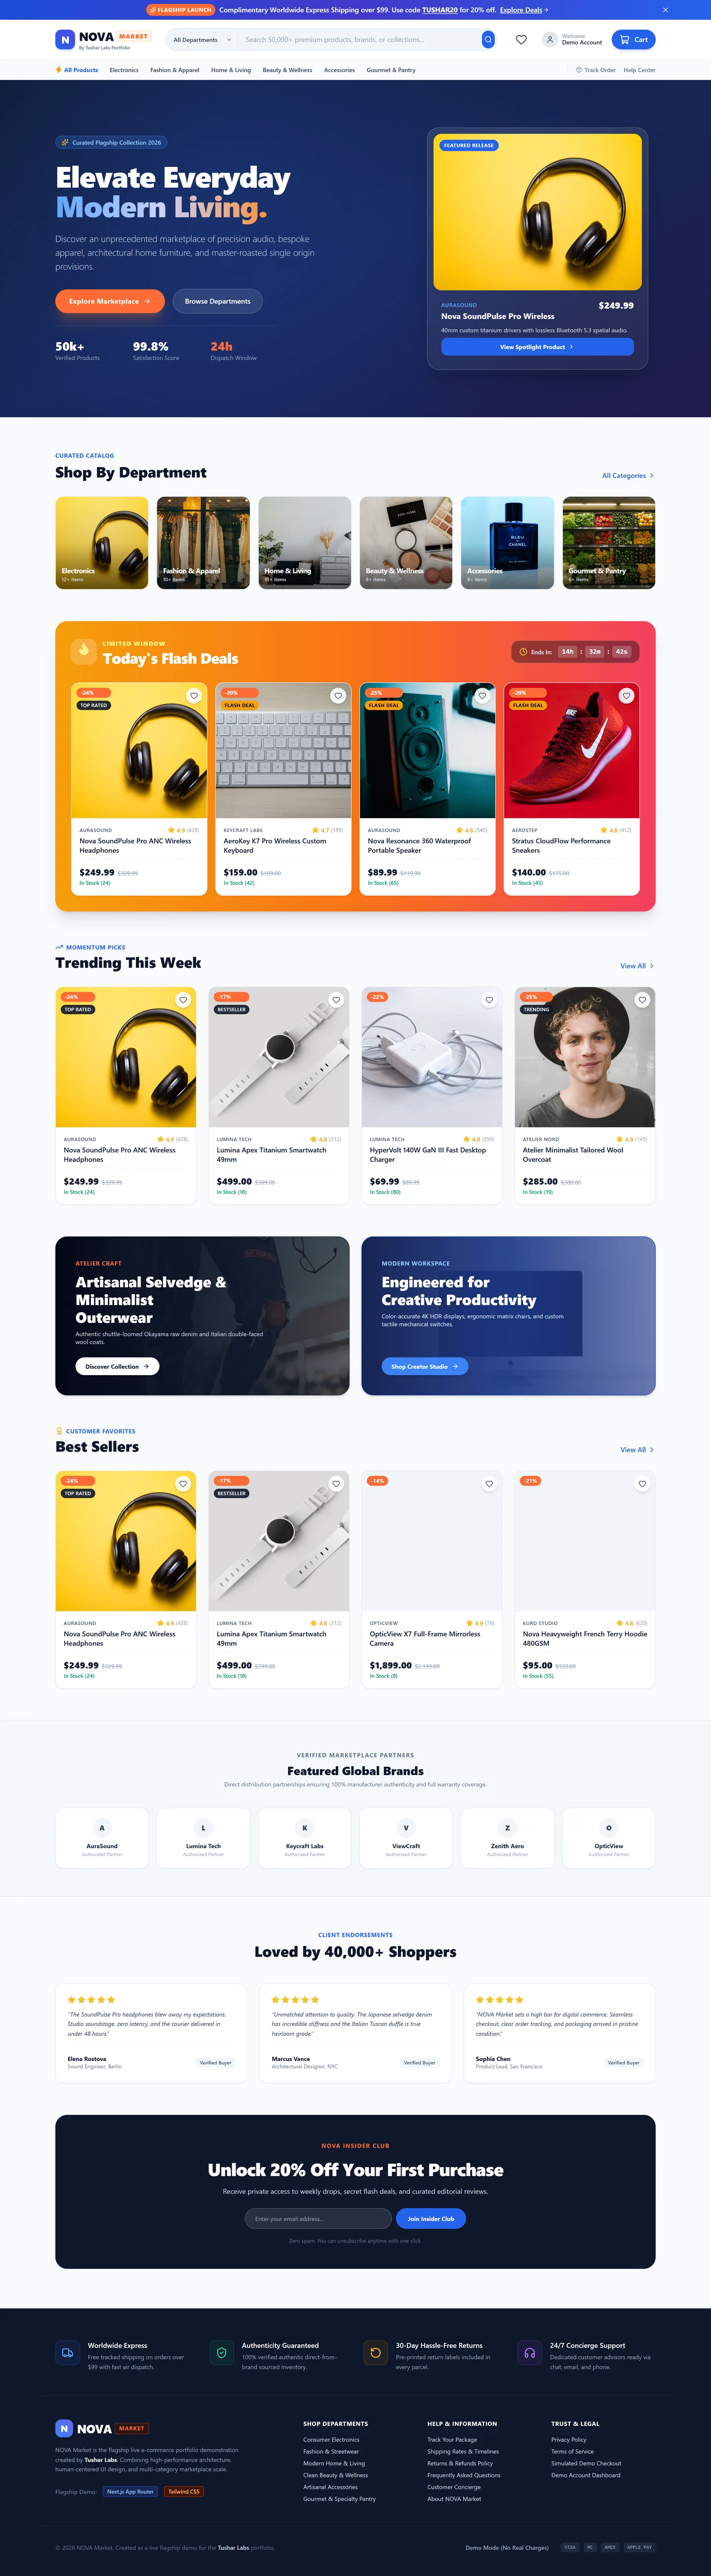 FLAGSHIP LAUNCH Complimentary Worldwide Express Shipping over $99. Use code TUSHAR20 for 20% off. Explore Deals →
N NOVA MARKET
By Tushar Labs Portfolio
All Departments
Search 50,000+ premium products, brands, or collections...
Welcome
Demo Account
Cart
All Products Electronics Fashion & Apparel Home & Living Beauty & Wellness Accessories Gourmet & Pantry Track Order Help Center
Curated Flagship Collection 2026
Elevate Everyday
Modern Living.
Discover an unprecedented marketplace of precision audio, bespoke
apparel, architectural home interiors, and master-roasted single origin
provisions.
Explore Marketplace →
Browse Departments
50k+ 99.8% 24h
Verified Products Satisfaction Score Dispatch Window
FEATURED RELEASE
AURASOUND $249.99
Nova SoundPulse Pro Wireless
40mm custom titanium drivers with lossless Bluetooth 5.3 spatial audio.
View Spotlight Product
CURATED CATALOG
Shop By Department
All Categories
Electronics
12+ items
Fashion & Apparel
10+ items
Home & Living
10+ items
Beauty & Wellness
8+ items
BLEU
CHANEL
Accessories
8+ items
Gourmet & Pantry
6+ items
LIMITED WINDOW
Today's Flash Deals
Ends In: 14h : 32m : 42s
-24%
TOP RATED
AURASOUND 4.9 (428)
Nova SoundPulse Pro ANC Wireless
Headphones
$249.99 $329.99
In Stock (24)
-20%
FLASH DEAL
KEYCRAFT LABS 4.7 (189)
AeroKey K7 Pro Wireless Custom
Keyboard
$159.00 $199.00
In Stock (42)
-25%
FLASH DEAL
AURASOUND 4.6 (540)
Nova Resonance 360 Waterproof
Portable Speaker
$89.99 $119.99
In Stock (65)
-20%
FLASH DEAL
AEROSTEP 4.8 (412)
Stratus CloudFlow Performance
Sneakers
$140.00 $175.00
In Stock (45)
MOMENTUM PICKS
Trending This Week
View All
-24%
TOP RATED
AURASOUND 4.9 (428)
Nova SoundPulse Pro ANC Wireless
Headphones
$249.99 $329.99
In Stock (24)
-17%
BESTSELLER
LUMINA TECH 4.8 (312)
Lumina Apex Titanium Smartwatch
49mm
$499.00 $599.00
In Stock (18)
-22%
LUMINA TECH 4.8 (290)
HyperVolt 140W GaN III Fast Desktop
Charger
$69.99 $89.99
In Stock (80)
-25%
TRENDING
ATELIER NORD 4.9 (145)
Atelier Minimalist Tailored Wool
Overcoat
$285.00 $380.00
In Stock (19)
ATELIER CRAFT
Artisanal Selvedge &
Minimalist
Outerwear
Authentic shuttle-loomed Okayama raw denim and Italian double-faced
wool coats.
Discover Collection →
MODERN WORKSPACE
Engineered for
Creative Productivity
Color-accurate 4K HDR displays, ergonomic matrix chairs, and custom
tactile mechanical switches.
Shop Creator Studio →
CUSTOMER FAVORITES
Best Sellers
View All
-24%
TOP RATED
AURASOUND 4.9 (428)
Nova SoundPulse Pro ANC Wireless
Headphones
$249.99 $329.99
In Stock (24)
-17%
BESTSELLER
LUMINA TECH 4.8 (312)
Lumina Apex Titanium Smartwatch
49mm
$499.00 $599.00
In Stock (18)
-14%
OPTICVIEW 4.9 (78)
OpticView X7 Full-Frame Mirrorless
Camera
$1,899.00 $2,199.00
In Stock (8)
-21%
KURO STUDIO 4.8 (620)
Nova Heavyweight French Terry Hoodie
480GSM
$95.00 $120.00
In Stock (55)
VERIFIED MARKETPLACE PARTNERS
Featured Global Brands
Direct distribution partnerships ensuring 100% manufacturer authenticity and full warranty coverage.
A L K V Z O
AuraSound Lumina Tech Keycraft Labs ViewCraft Zenith Aero OpticView
Authorized Partner Authorized Partner Authorized Partner Authorized Partner Authorized Partner Authorized Partner
CLIENT ENDORSEMENTS
Loved by 40,000+ Shoppers
"The SoundPulse Pro headphones blew away my expectations.
Studio soundstage, zero latency, and the courier delivered in
under 48 hours."
Elena Rostova
Sound Engineer, Berlin
Verified Buyer
"Unmatched attention to quality. The Japanese selvedge denim
has incredible stiffness and the Italian Tuscan duffle is true
heirloom grade."
Marcus Vance
Architectural Designer, NYC
Verified Buyer
"NOVA Market sets a high bar for digital commerce. Seamless
checkout, clear order tracking, and packaging arrived in pristine
condition."
Sophia Chen
Product Lead, San Francisco
Verified Buyer
NOVA INSIDER CLUB
Unlock 20% Off Your First Purchase
Receive private access to weekly drops, secret flash deals, and curated editorial reviews.
Enter your email address...
Join Insider Club
Zero spam. You can unsubscribe anytime with one click.
Worldwide Express
Free tracked shipping on orders over
$99 with fast air dispatch.
Authenticity Guaranteed
100% verified authentic direct-from-
brand sourced inventory.
30-Day Hassle-Free Returns
Pre-printed return labels included in
every parcel.
24/7 Concierge Support
Dedicated customer advisors ready via
chat, email, and phone.
N NOVA MARKET
NOVA Market is the flagship live e-commerce portfolio demonstration
created by Tushar Labs. Combining high-performance architecture,
human-centered UI design, and multi-category marketplace scale.
Flagship Demo: Next.js App Router Tailwind CSS
SHOP DEPARTMENTS
Consumer Electronics
Fashion & Streetwear
Modern Home & Living
Clean Beauty & Wellness
Artisanal Accessories
Gourmet & Specialty Pantry
HELP & INFORMATION
Track Your Package
Shipping Rates & Timelines
Returns & Refunds Policy
Frequently Asked Questions
Customer Concierge
About NOVA Market
TRUST & LEGAL
Privacy Policy
Terms of Service
Simulated Demo Checkout
Demo Account Dashboard
© 2026 NOVA Market. Created as a live flagship demo for the Tushar Labs portfolio.
Demo Mode (No Real Charges) VISA MC AMEX APPLE PAY